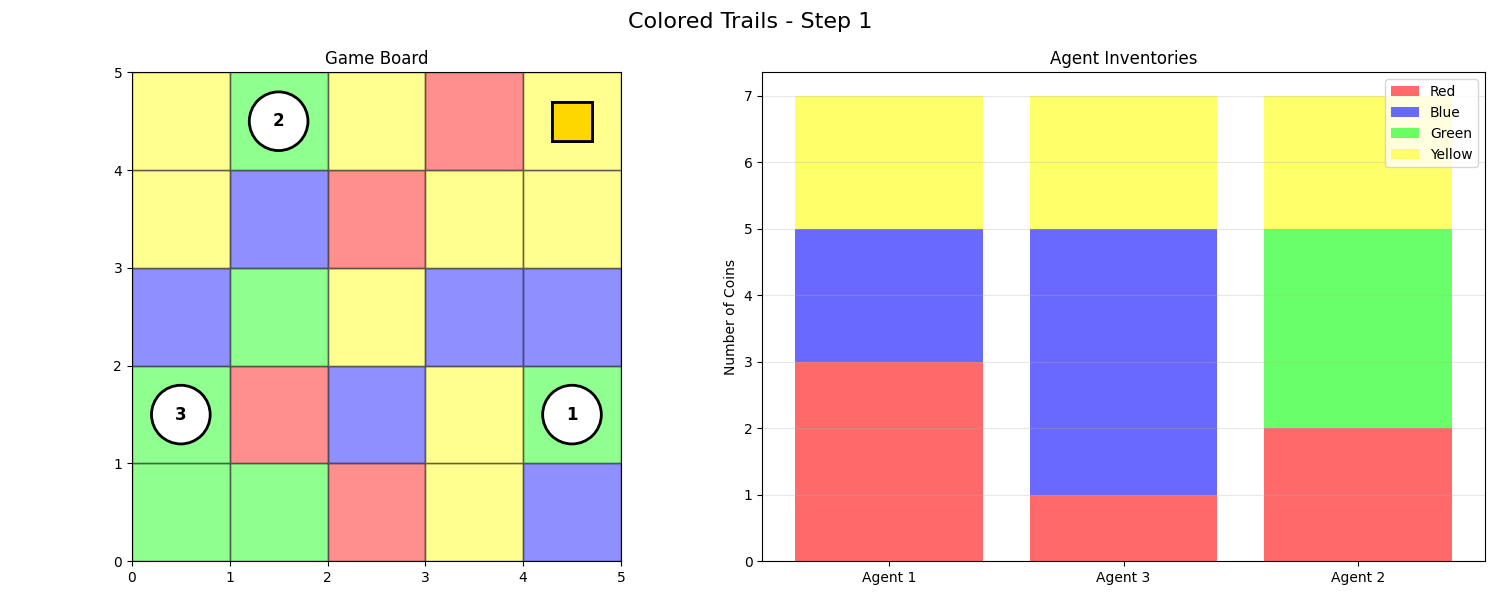 Colored Trails - Step 1
Game Board
5
4
3
2
1
0
0 1 2 3 4 5
2
3
1
Agent Inventories
Number of Coins
7
6
5
4
3
2
1
0
Agent 1 Agent 3 Agent 2
Red
Blue
Green
Yellow